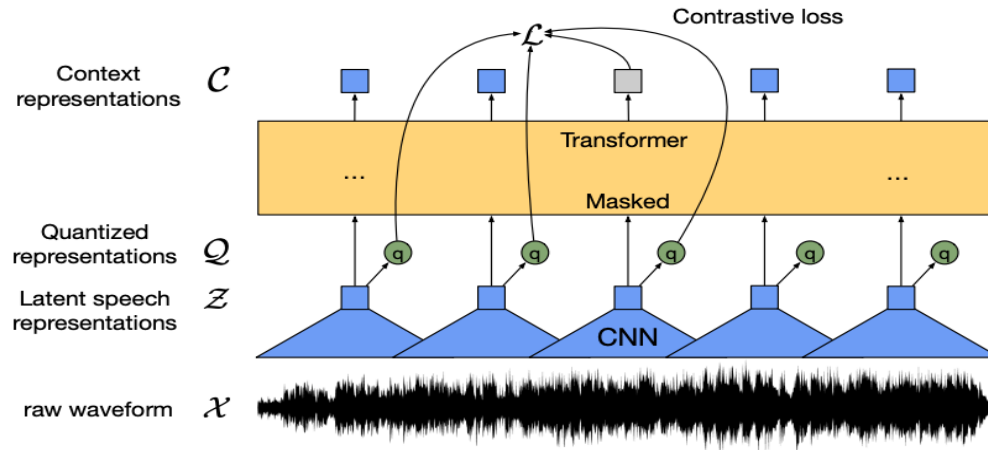 Contrastive loss
ℒ
Context
representations 𝒞
Transformer
... ...
Masked
Quantized
representations 𝒬
q q q q q
Latent speech
representations 𝒵
CNN
raw waveform 𝒳